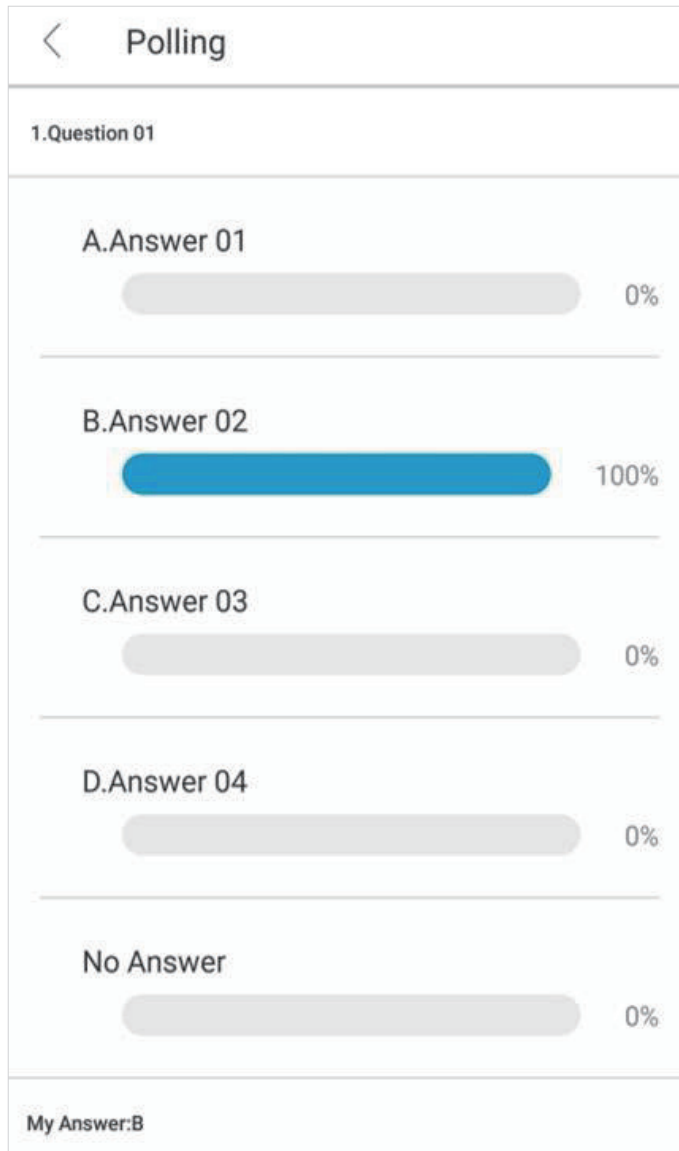 Polling
1.Question 01
A.Answer 01
0%
B.Answer 02
100%
C.Answer 03
0%
D.Answer 04
0%
No Answer
0%
My Answer:B